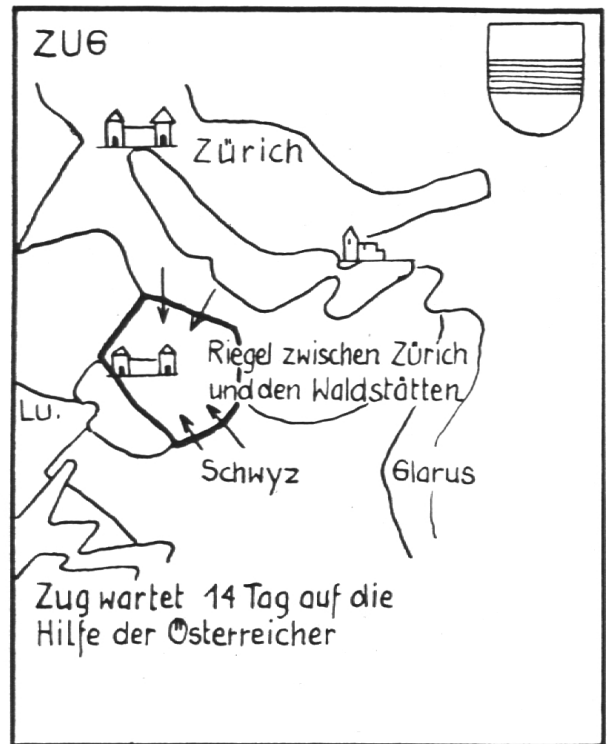 ZUG
Zürich
Riegel zwischen Zürich
und den Waldstätten
Lu.
Schwyz
Glarus
Zug wartet 14 Tag auf die
Hilfe der Österreicher